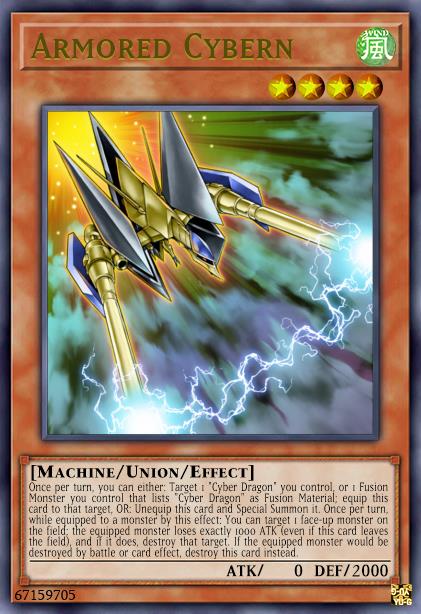 ARMORED CYBERN
WIND
風
[MACHINE/UNION/EFFECT]
Once per turn, you can either: Target 1 "Cyber Dragon" you control, or 1 Fusion
Monster you control that lists "Cyber Dragon" as Fusion Material; equip this
card to that target, OR: Unequip this card and Special Summon it. Once per turn,
while equipped to a monster by this effect: You can target 1 face-up monster on
the field; the equipped monster loses exactly 1000 ATK (even if this card leaves
the field), and if it does, destroy that target. If the equipped monster would be
destroyed by battle or card effect, destroy this card instead.
ATK/ 0 DEF/2000
67159705